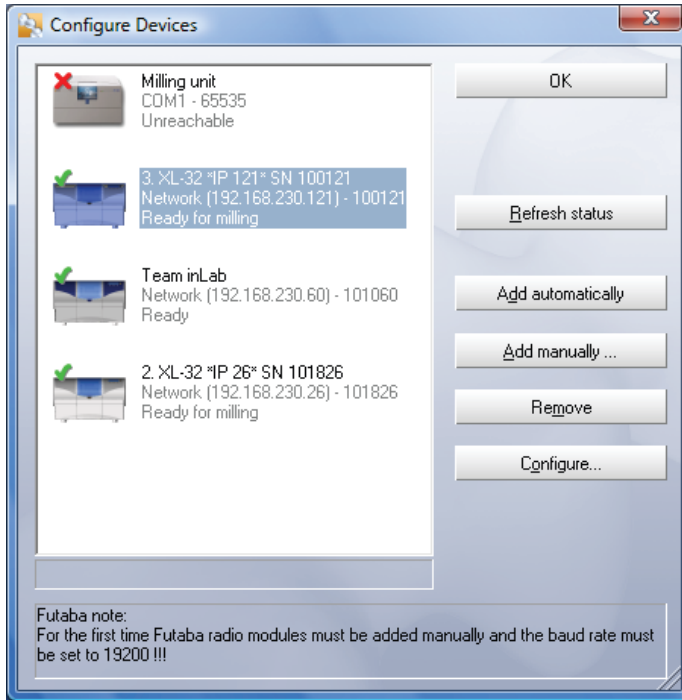 Configure Devices
Milling unit
COM1 - 65535
Unreachable
3. XL-32 *IP 121* SN 100121
Network (192.168.230.121) - 100121
Ready for milling
Team inLab
Network (192.168.230.60) - 101060
Ready
2. XL-32 *IP 26* SN 101826
Network (192.168.230.26) - 101826
Ready for milling
OK
Refresh status
Add automatically
Add manually ...
Remove
Configure...
Futaba note:
For the first time Futaba radio modules must be added manually and the baud rate must
be set to 19200 !!!